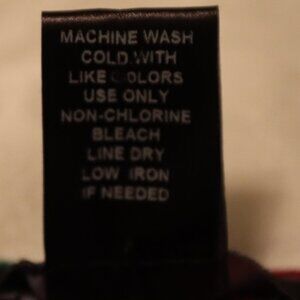 MACHINE WASH
COLD WITH
LIKE COLORS
USE ONLY
NON-CHLORINE
BLEACH
LINE DRY
LOW IRON
IF NEEDED